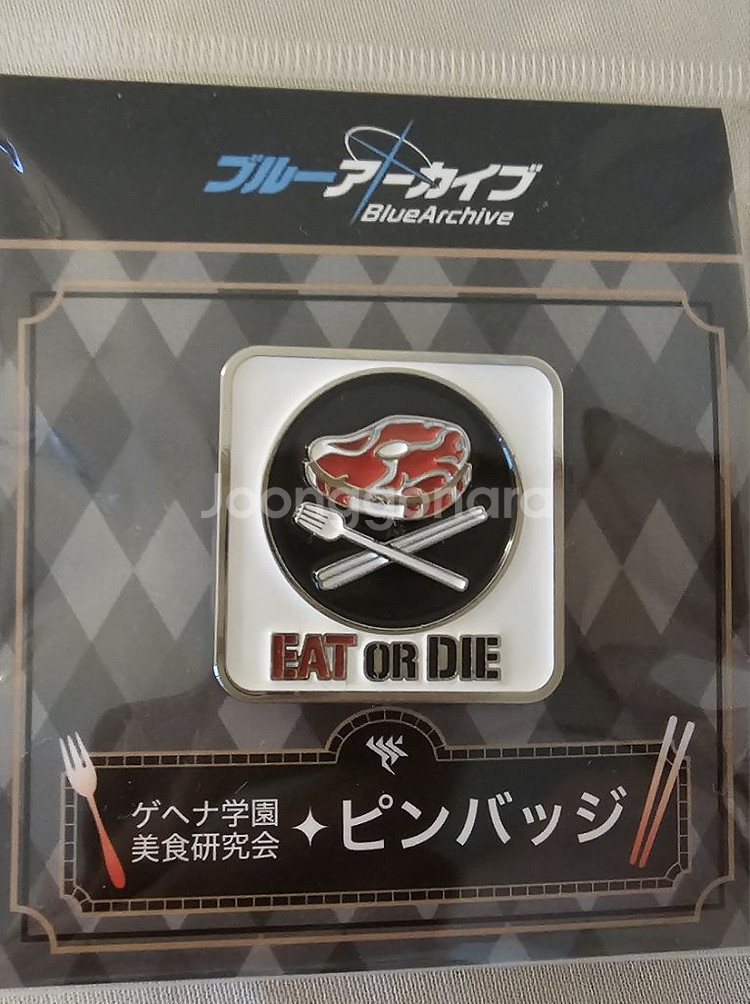 ブルーアーカイブ
BlueArchive
Joonggonara
EAT OR DIE
ゲヘナ学園
美食研究会
✦ピンバッジ